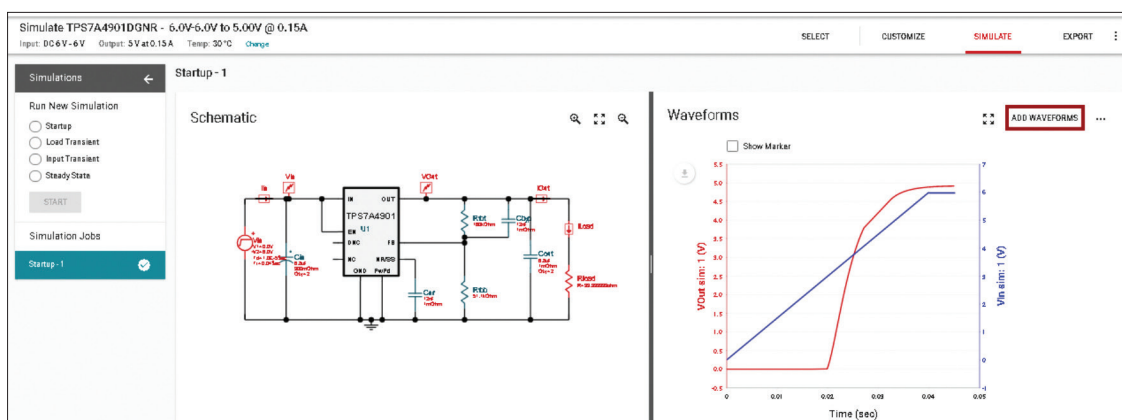 Simulate TPS7A4901DGNR - 6.0V-6.0V to 5.00V @ 0.15A
Input: DC 6 V - 6 V Output: 5 V at 0.15 A Temp: 30 °C Change
SELECT CUSTOMIZE SIMULATE EXPORT
Simulations
Startup - 1
Run New Simulation
Startup
Load Transient
Input Transient
Steady State
START
Simulation Jobs
Startup - 1
Schematic
Iin
Vin
VOut
IOut
IN OUT
TPS7A4901
U1
EN
DNC FB
NC NR/SS
GND PwPd
Rfbt
Cout
Rfbb
51.1kOhm
ILoad
Rload
Cin
1mOhm
Waveforms
ADD WAVEFORMS ...
Show Marker
VOut sim: 1 (V)
5.5
5.0
4.5
4.0
3.5
3.0
2.5
2.0
1.5
1.0
0.5
0.0
-0.5
7
6
5
4
3
2
1
0
-1
VIn sim: 1 (V)
0 0.01 0.02 0.03 0.04 0.05
Time (sec)